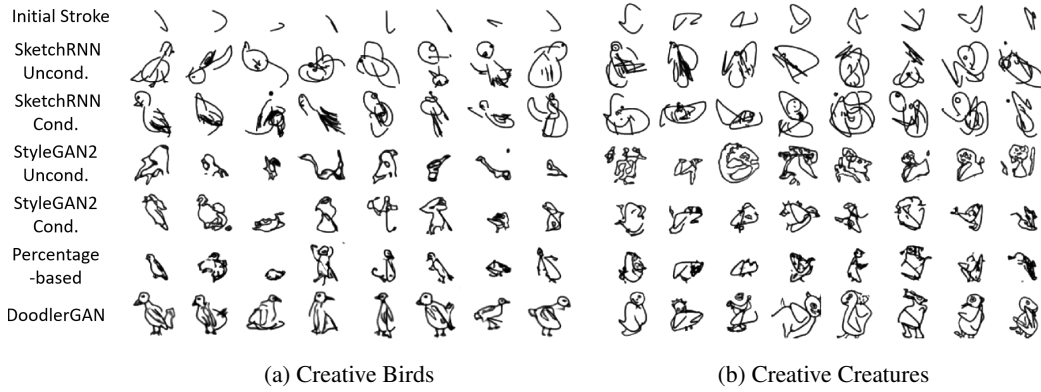 Initial Stroke
SketchRNN
Uncond.
SketchRNN
Cond.
StyleGAN2
Uncond.
StyleGAN2
Cond.
Percentage
-based
DoodlerGAN
(a) Creative Birds
(b) Creative Creatures